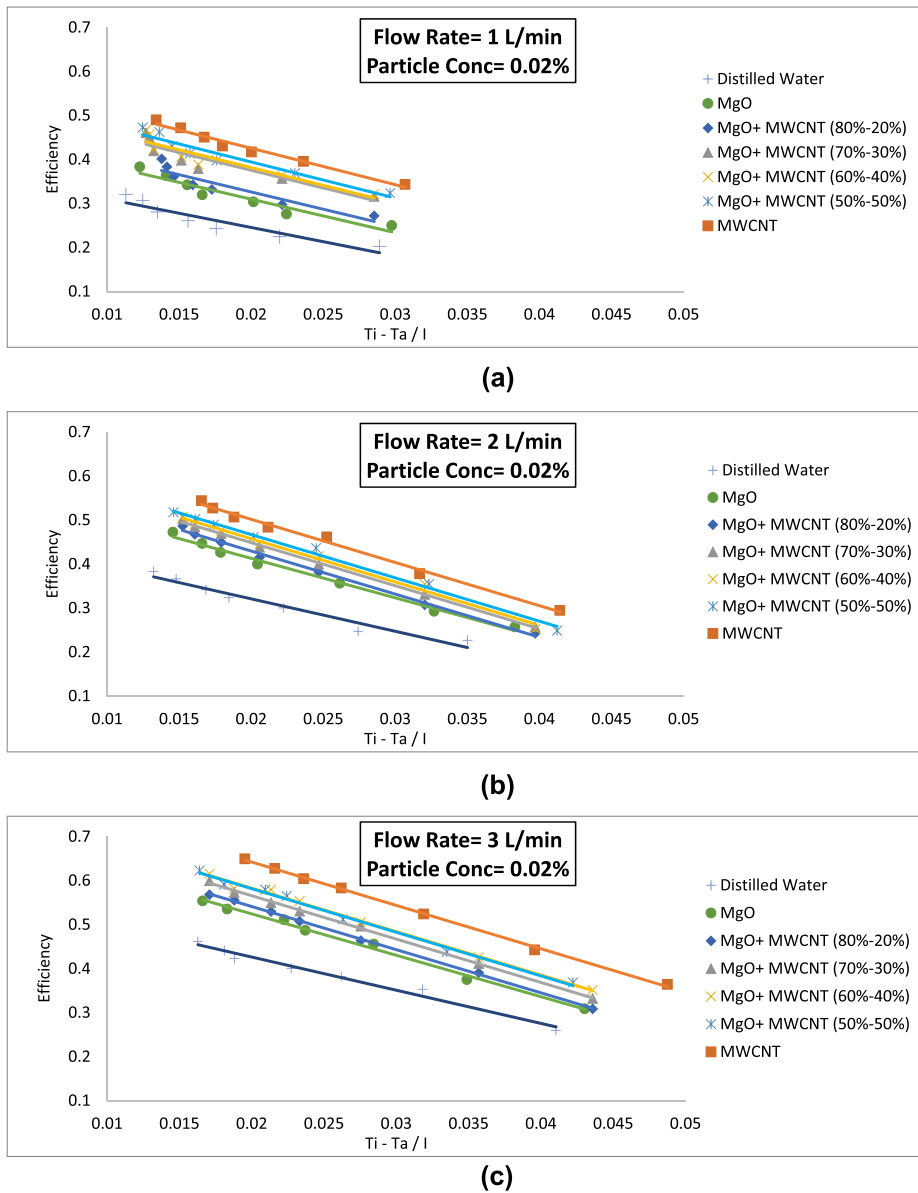 Flow Rate= 1 L/min
Particle Conc= 0.02%
0.7
0.6
0.5
0.4
0.3
0.2
0.1
Efficiency
0.01 0.015 0.02 0.025 0.03 0.035 0.04 0.045 0.05
Ti - Ta / I
Distilled Water
MgO
MgO+ MWCNT (80%-20%)
MgO+ MWCNT (70%-30%)
MgO+ MWCNT (60%-40%)
MgO+ MWCNT (50%-50%)
MWCNT
(a)
Flow Rate= 2 L/min
Particle Conc= 0.02%
0.7
0.6
0.5
0.4
0.3
0.2
0.1
Efficiency
0.01 0.015 0.02 0.025 0.03 0.035 0.04 0.045 0.05
Ti - Ta / I
Distilled Water
MgO
MgO+ MWCNT (80%-20%)
MgO+ MWCNT (70%-30%)
MgO+ MWCNT (60%-40%)
MgO+ MWCNT (50%-50%)
MWCNT
(b)
Flow Rate= 3 L/min
Particle Conc= 0.02%
0.7
0.6
0.5
0.4
0.3
0.2
0.1
Efficiency
0.01 0.015 0.02 0.025 0.03 0.035 0.04 0.045 0.05
Ti - Ta / I
Distilled Water
MgO
MgO+ MWCNT (80%-20%)
MgO+ MWCNT (70%-30%)
MgO+ MWCNT (60%-40%)
MgO+ MWCNT (50%-50%)
MWCNT
(c)